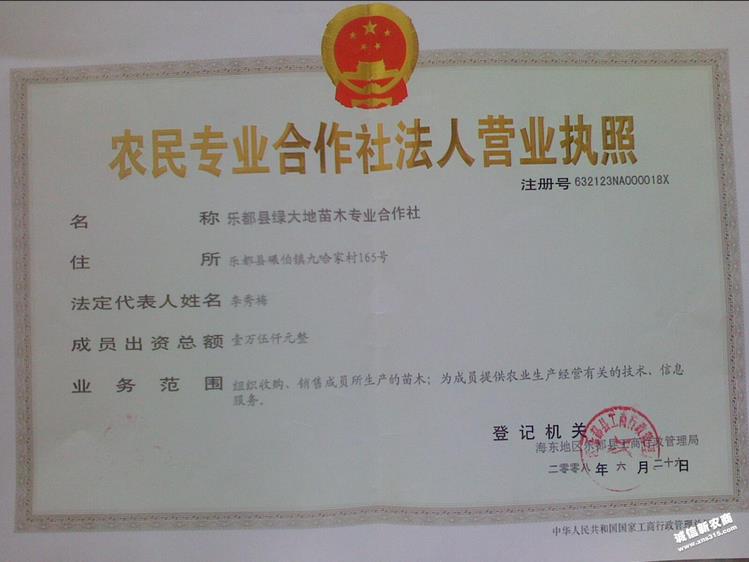 农民专业合作社法人营业执照
注册号 632123NA000018X
名称 乐都县绿大地苗木专业合作社
住所 乐都县碾伯镇九哈家村165号
法定代表人姓名 李秀梅
成员出资总额 壹万伍仟元整
业务范围 组织收购、销售成员所生产的苗木；为成员提供农业生产经营有关的技术、信息
服务。
登记机关
海东地区乐都县工商行政管理局
二〇〇八年六月二十六日
中华人民共和国国家工商行政管理
诚信新农商
www.xns315.com